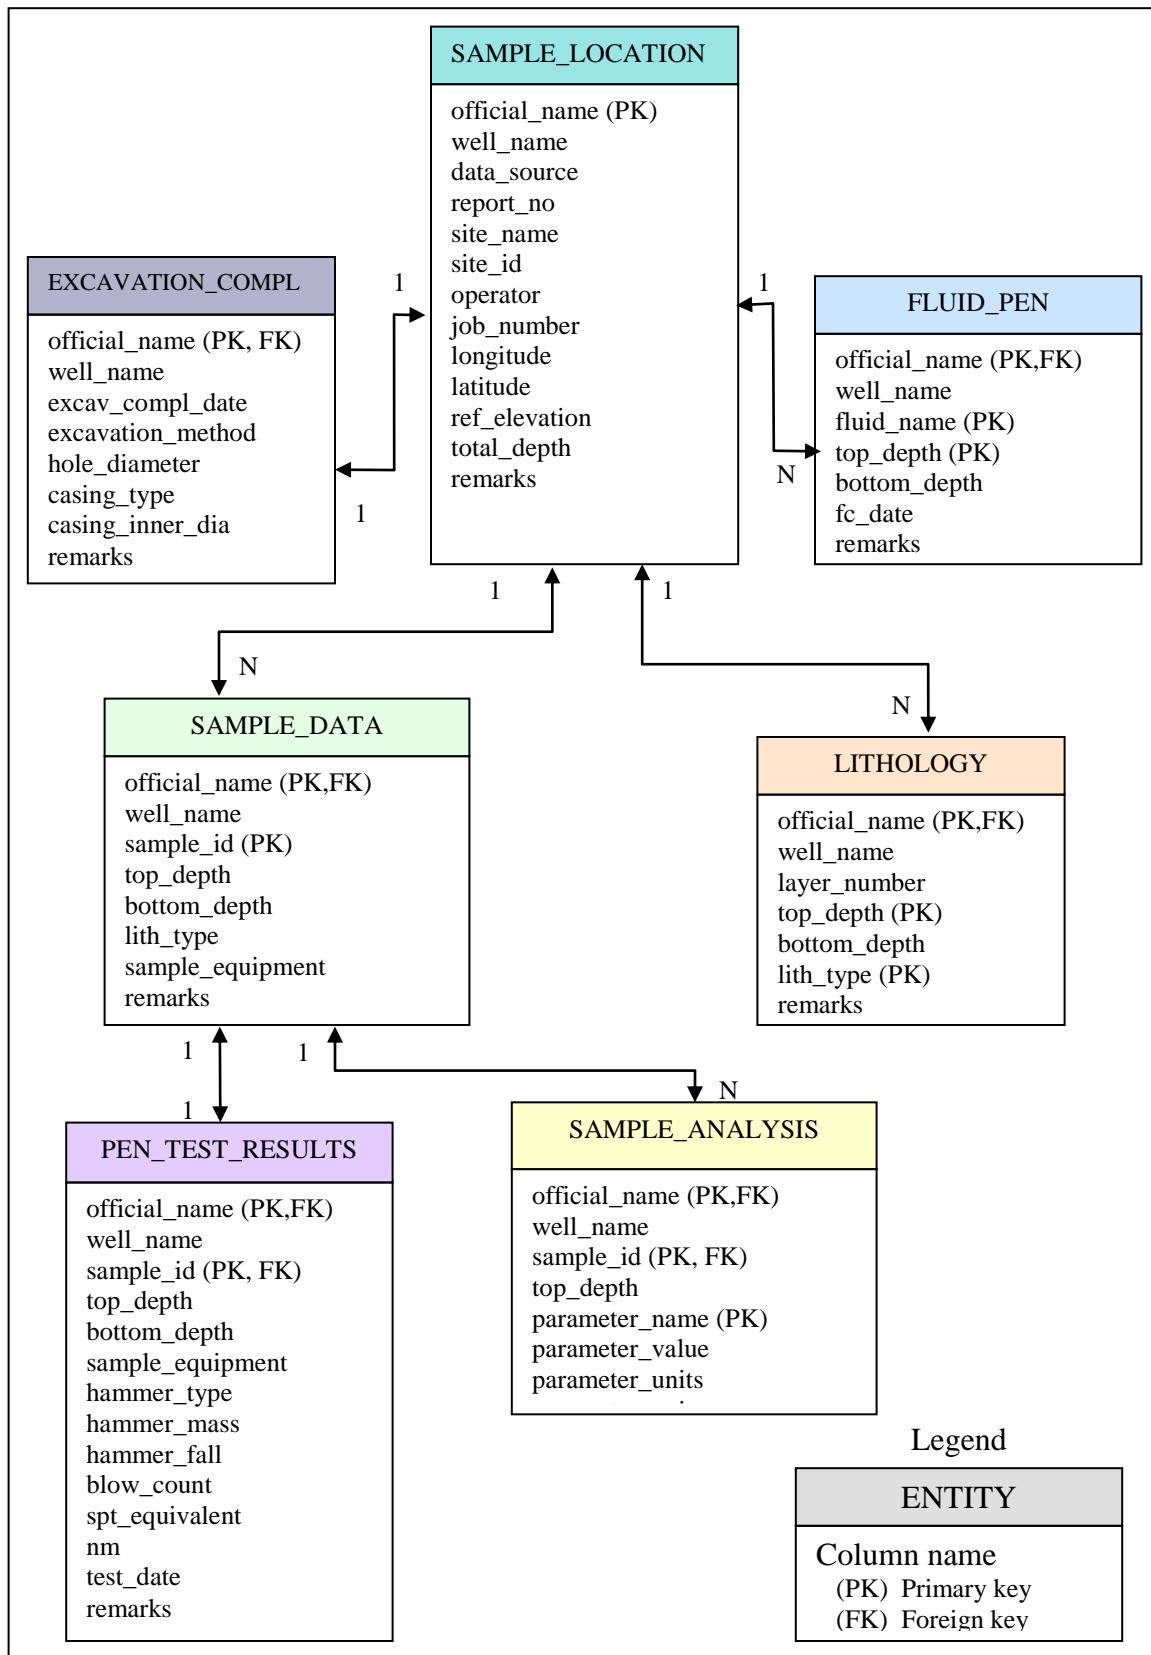 SAMPLE_LOCATION
official_name (PK)
well_name
data_source
report_no
site_name
site_id
operator
job_number
longitude
latitude
ref_elevation
total_depth
remarks
EXCAVATION_COMPL
official_name (PK, FK)
well_name
excav_compl_date
excavation_method
hole_diameter
casing_type
casing_inner_dia
remarks
1
1
1
N
FLUID_PEN
official_name (PK,FK)
well_name
fluid_name (PK)
top_depth (PK)
bottom_depth
fc_date
remarks
1
N
1
N
SAMPLE_DATA
official_name (PK,FK)
well_name
sample_id (PK)
top_depth
bottom_depth
lith_type
sample_equipment
remarks
LITHOLOGY
official_name (PK,FK)
well_name
layer_number
top_depth (PK)
bottom_depth
lith_type (PK)
remarks
1
1
1
N
PEN_TEST_RESULTS
official_name (PK,FK)
well_name
sample_id (PK, FK)
top_depth
bottom_depth
sample_equipment
hammer_type
hammer_mass
hammer_fall
blow_count
spt_equivalent
nm
test_date
remarks
SAMPLE_ANALYSIS
official_name (PK,FK)
well_name
sample_id (PK, FK)
top_depth
parameter_name (PK)
parameter_value
parameter_units
Legend
ENTITY
Column name
(PK) Primary key
(FK) Foreign key